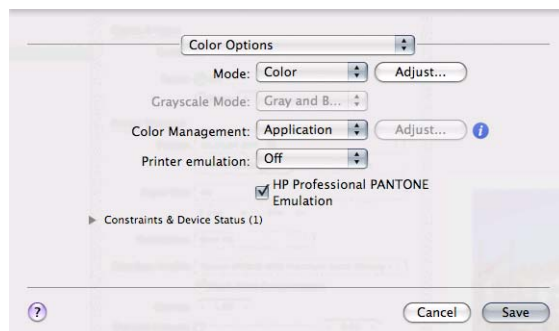 Color Options
Mode: Color Adjust...
Grayscale Mode: Gray and B...
Color Management: Application Adjust...
Printer emulation: Off
HP Professional PANTONE
Emulation
Constraints & Device Status (1)
? Cancel Save